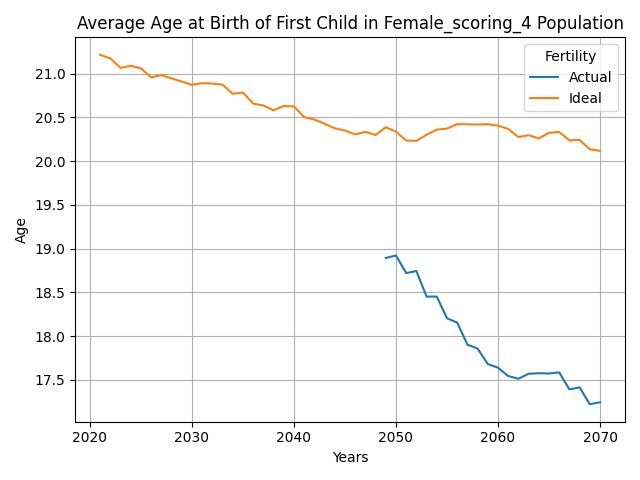 Average Age at Birth of First Child in Female_scoring_4 Population
Fertility
Actual
Ideal
21.0
20.5
20.0
19.5
19.0
18.5
18.0
17.5
Age
2020 2030 2040 2050 2060 2070
Years